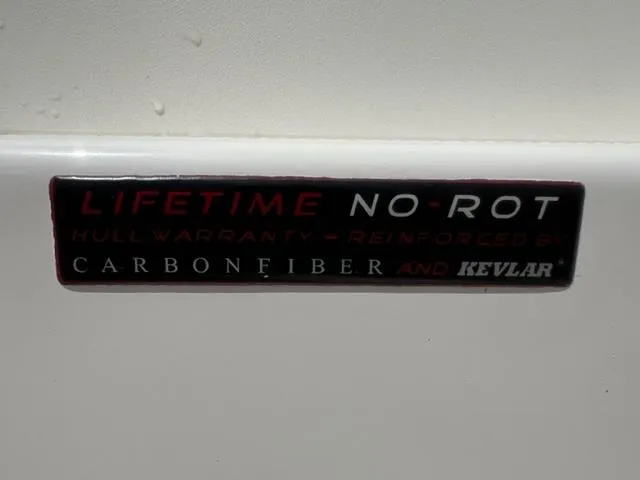 LIFETIME NO-ROT
HULL WARRANTY - REINFORCED BY
CARBONFIBER AND KEVLAR®